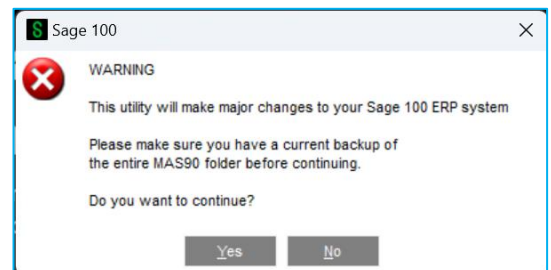 Sage 100
WARNING
This utility will make major changes to your Sage 100 ERP system
Please make sure you have a current backup of
the entire MAS90 folder before continuing.
Do you want to continue?
Yes No